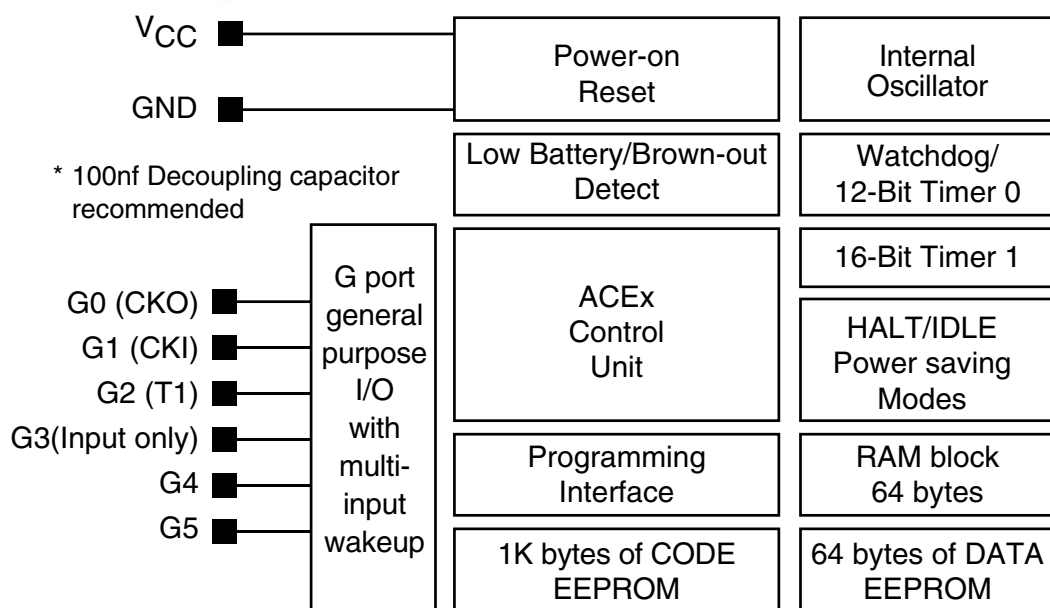 VCC
GND
* 100nf Decoupling capacitor
recommended
G0 (CKO)
G1 (CKI)
G2 (T1)
G3(Input only)
G4
G5
G port
general
purpose
I/O
with
multi-
input
wakeup
Power-on
Reset
Low Battery/Brown-out
Detect
ACEx
Control
Unit
Programming
Interface
1K bytes of CODE
EEPROM
Internal
Oscillator
Watchdog/
12-Bit Timer 0
16-Bit Timer 1
HALT/IDLE
Power saving
Modes
RAM block
64 bytes
64 bytes of DATA
EEPROM